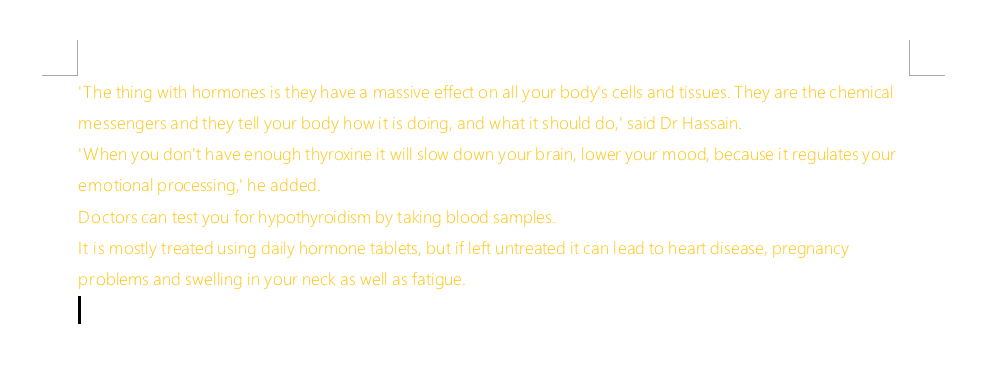 'The thing with hormones is they have a massive effect on all your body's cells and tissues. They are the chemical
messengers and they tell your body how it is doing, and what it should do,' said Dr Hassain.
'When you don't have enough thyroxine it will slow down your brain, lower your mood, because it regulates your
emotional processing,' he added.
Doctors can test you for hypothyroidism by taking blood samples.
It is mostly treated using daily hormone tablets, but if left untreated it can lead to heart disease, pregnancy
problems and swelling in your neck as well as fatigue.